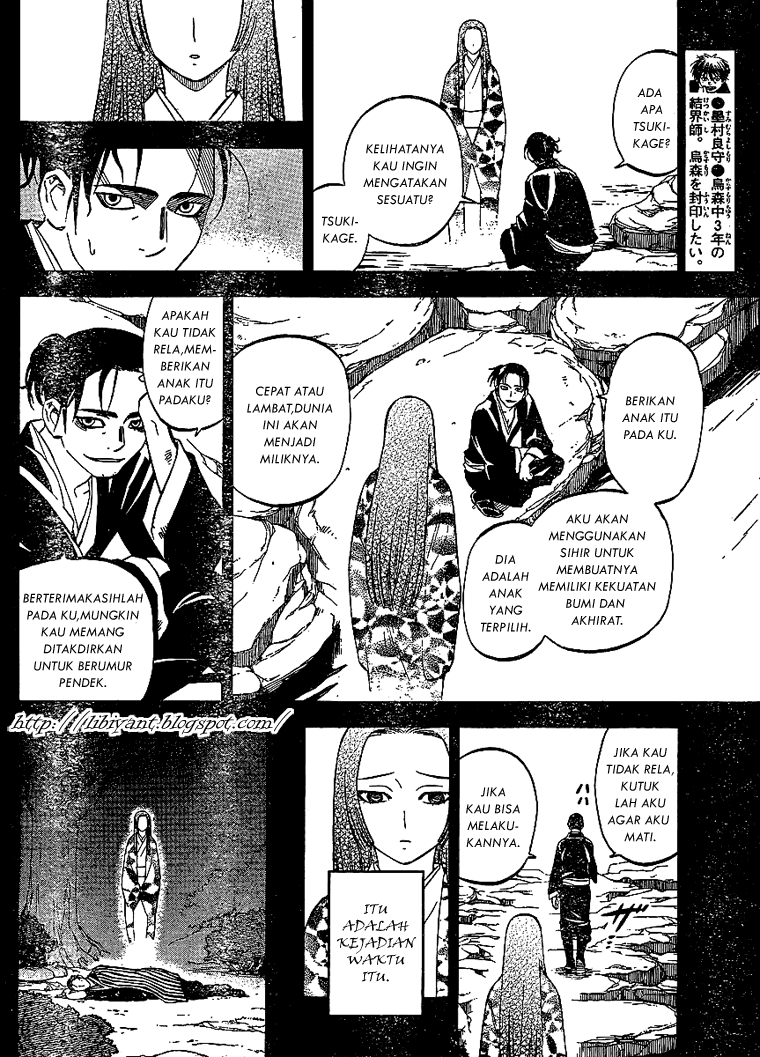 ADA
APA
TSUKI-
KAGE?
KELIHATANYA
KAU INGIN
MENGATAKAN
SESUATU?
TSUKI-
KAGE.
●墨村良守●烏森中3年の
結界師。烏森を封印したい。
BERIKAN
ANAK ITU
PADA KU.
AKU AKAN
MENGGUNAKAN
SIHIR UNTUK
MEMBUATNYA
MEMILIKI KEKUATAN
BUMI DAN
AKHIRAT.
DIA
ADALAH
ANAK
YANG
TERPILIH.
CEPAT ATAU
LAMBAT,DUNIA
INI AKAN
MENJADI
MILIKNYA.
APAKAH
KAU TIDAK
RELA,MEM-
BERIKAN
ANAK ITU
PADAKU?
BERTERIMAKASIHLAH
PADA KU,MUNGKIN
KAU MEMANG
DITAKDIRKAN
UNTUK BERUMUR
PENDEK.
http://ilibiyant.blogspot.com/
JIKA KAU
TIDAK RELA,
KUTUK
LAH AKU
AGAR AKU
MATI.
JIKA
KAU BISA
MELAKU-
KANNYA.
ITU
ADALAH
KEJADIAN
WAKTU
ITU.